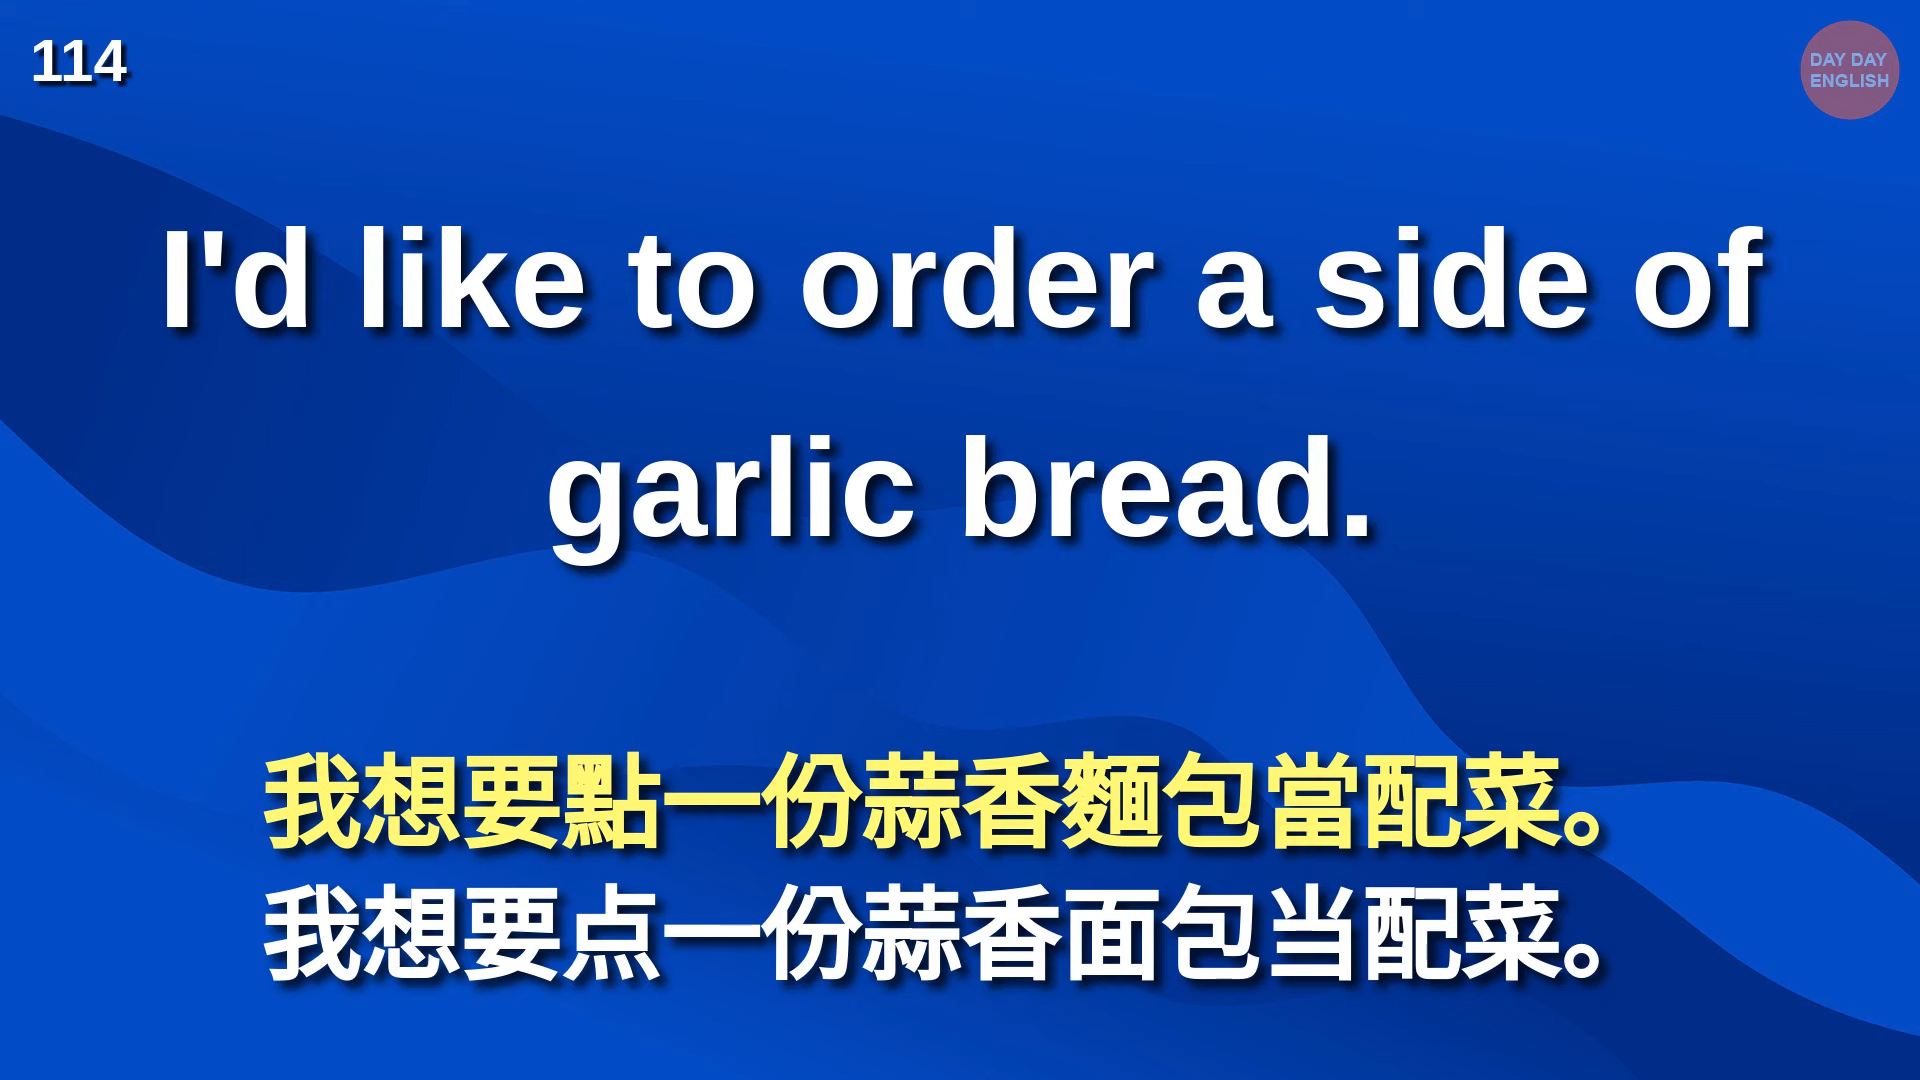 114
DAY DAY
ENGLISH
I'd like to order a side of
garlic bread.
我想要點一份蒜香麵包當配菜。
我想要点一份蒜香面包当配菜。